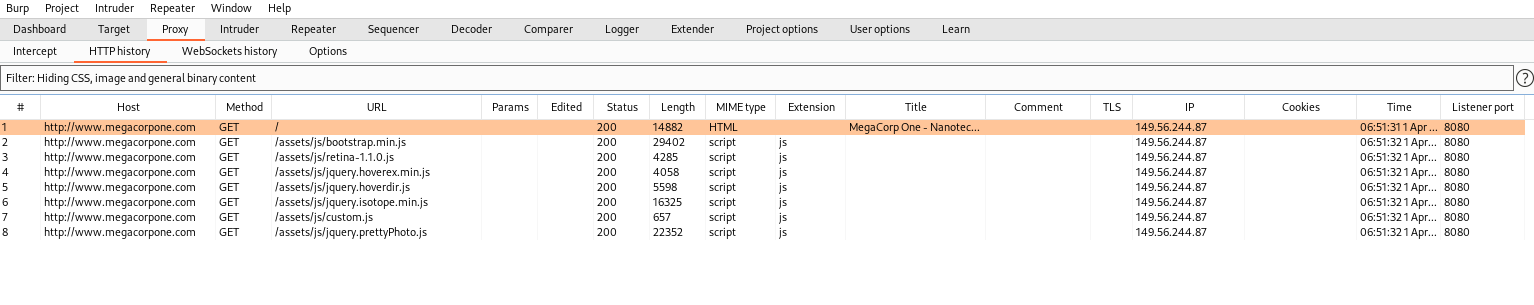 Burp Project Intruder Repeater Window Help
Dashboard Target Proxy Intruder Repeater Sequencer Decoder Comparer Logger Extender Project options User options Learn
Intercept HTTP history WebSockets history Options
Filter: Hiding CSS, image and general binary content ?
# Host Method URL Params Edited Status Length MIME type Extension Title Comment TLS IP Cookies Time Listener port
1 http://www.megacorpone.com GET / 200 14882 HTML MegaCorp One - Nanotec... 149.56.244.87 06:51:31 1 Apr ... 8080
2 http://www.megacorpone.com GET /assets/js/bootstrap.min.js 200 29402 script js 149.56.244.87 06:51:32 1 Apr... 8080
3 http://www.megacorpone.com GET /assets/js/retina-1.1.0.js 200 4285 script js 149.56.244.87 06:51:32 1 Apr... 8080
4 http://www.megacorpone.com GET /assets/js/jquery.hoverex.min.js 200 4058 script js 149.56.244.87 06:51:32 1 Apr... 8080
5 http://www.megacorpone.com GET /assets/js/jquery.hoverdir.js 200 5598 script js 149.56.244.87 06:51:32 1 Apr... 8080
6 http://www.megacorpone.com GET /assets/js/jquery.isotope.min.js 200 16325 script js 149.56.244.87 06:51:32 1 Apr... 8080
7 http://www.megacorpone.com GET /assets/js/custom.js 200 657 script js 149.56.244.87 06:51:32 1 Apr... 8080
8 http://www.megacorpone.com GET /assets/js/jquery.prettyPhoto.js 200 22352 script js 149.56.244.87 06:51:32 1 Apr... 8080